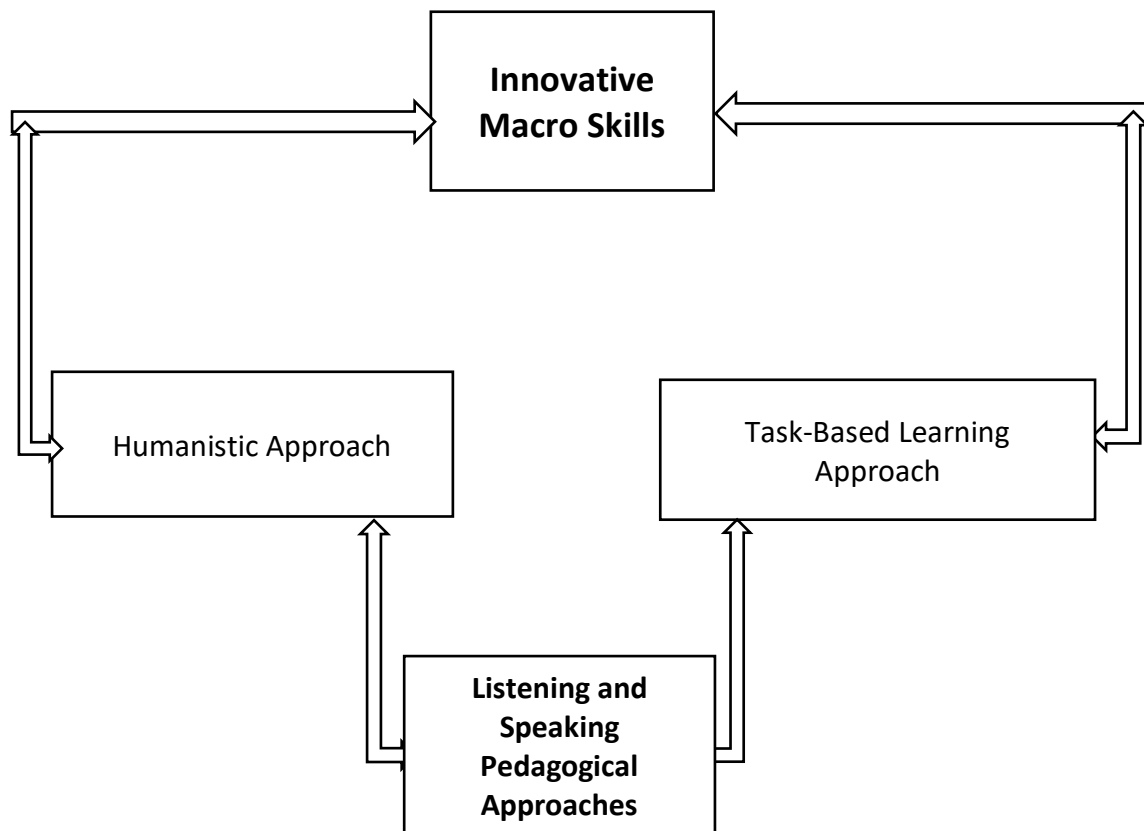 Innovative
Macro Skills
Humanistic Approach
Task-Based Learning
Approach
Listening and
Speaking
Pedagogical
Approaches